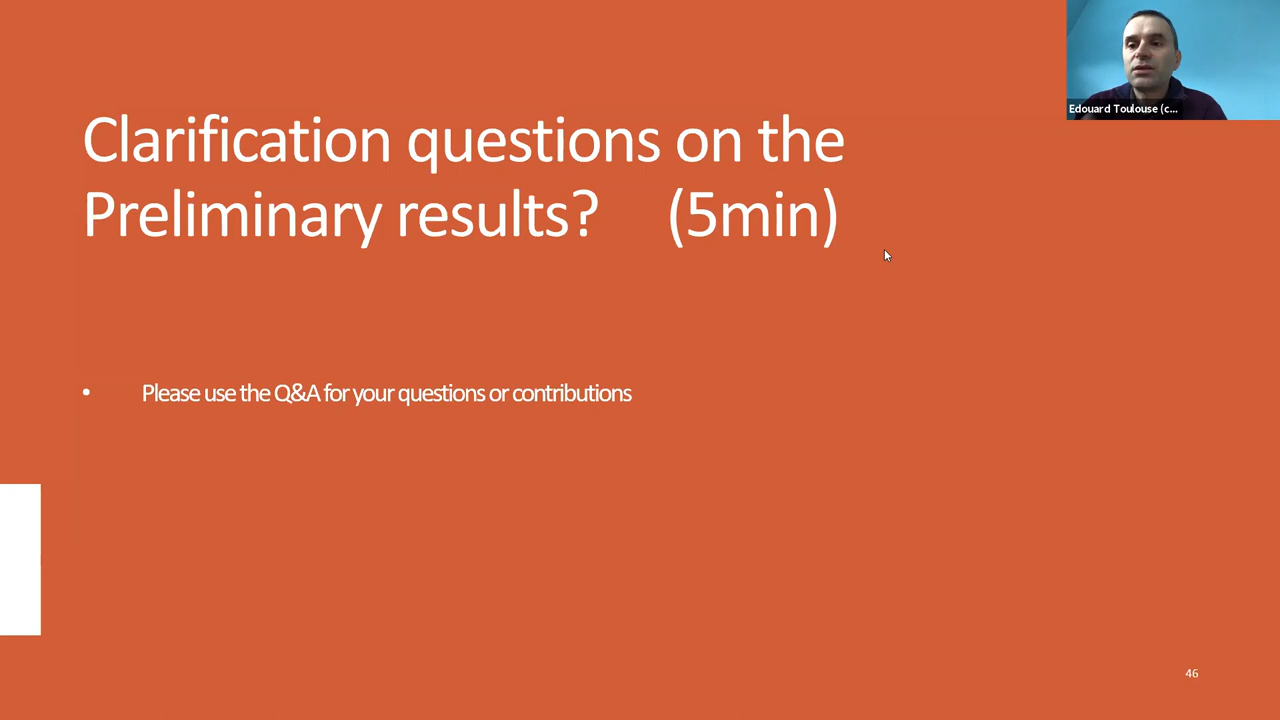 Edouard Toulouse (c...
Clarification questions on the
Preliminary results? (5min)
• Please use the Q&A for your questions or contributions
46